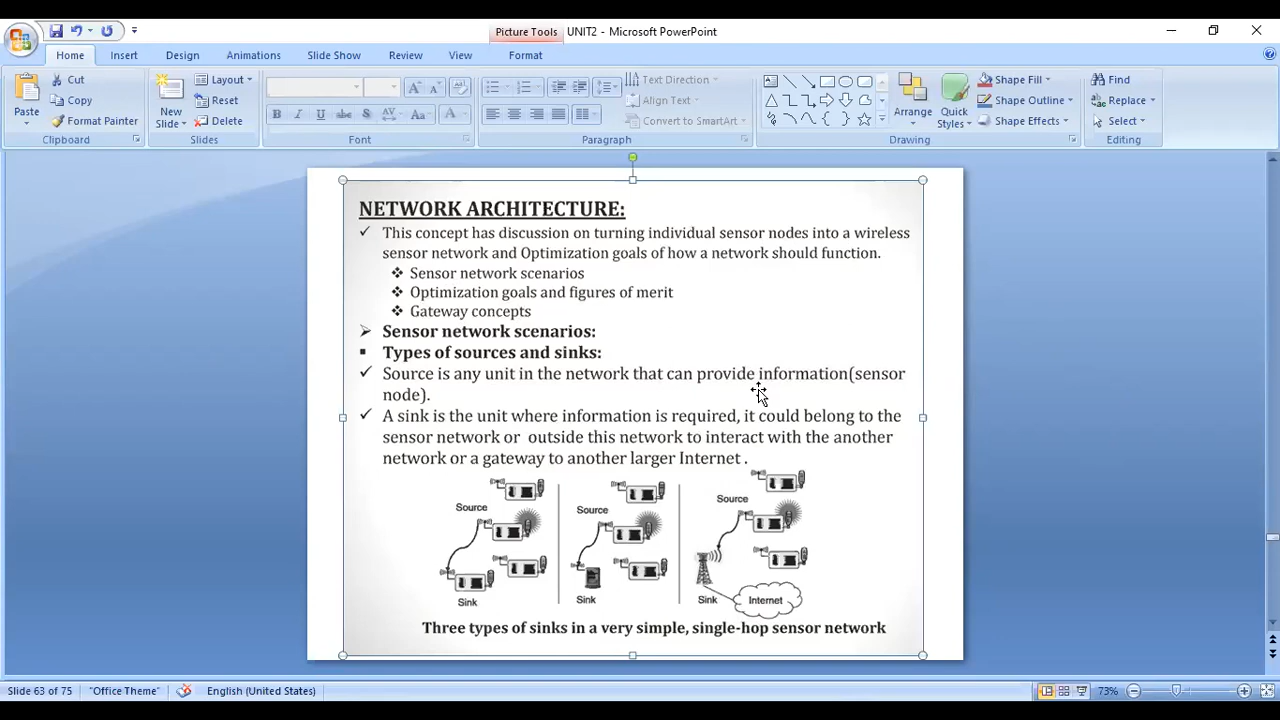 Picture Tools UNIT2 - Microsoft PowerPoint
Home Insert Design Animations Slide Show Review View Format
Paste Cut Copy Format Painter
Clipboard
New Slide Layout Reset Delete
Slides
Font
Text Direction Align Text Convert to SmartArt
Paragraph
Arrange Quick Styles Shape Fill Shape Outline Shape Effects
Drawing
Find Replace Select
Editing
NETWORK ARCHITECTURE:
This concept has discussion on turning individual sensor nodes into a wireless
sensor network and Optimization goals of how a network should function.
Sensor network scenarios
Optimization goals and figures of merit
Gateway concepts
Sensor network scenarios:
Types of sources and sinks:
Source is any unit in the network that can provide information(sensor
node).
A sink is the unit where information is required, it could belong to the
sensor network or outside this network to interact with the another
network or a gateway to another larger Internet .
Source Source Source
Sink Sink Sink Internet
Three types of sinks in a very simple, single-hop sensor network
Slide 63 of 75 "Office Theme" English (United States) 73%